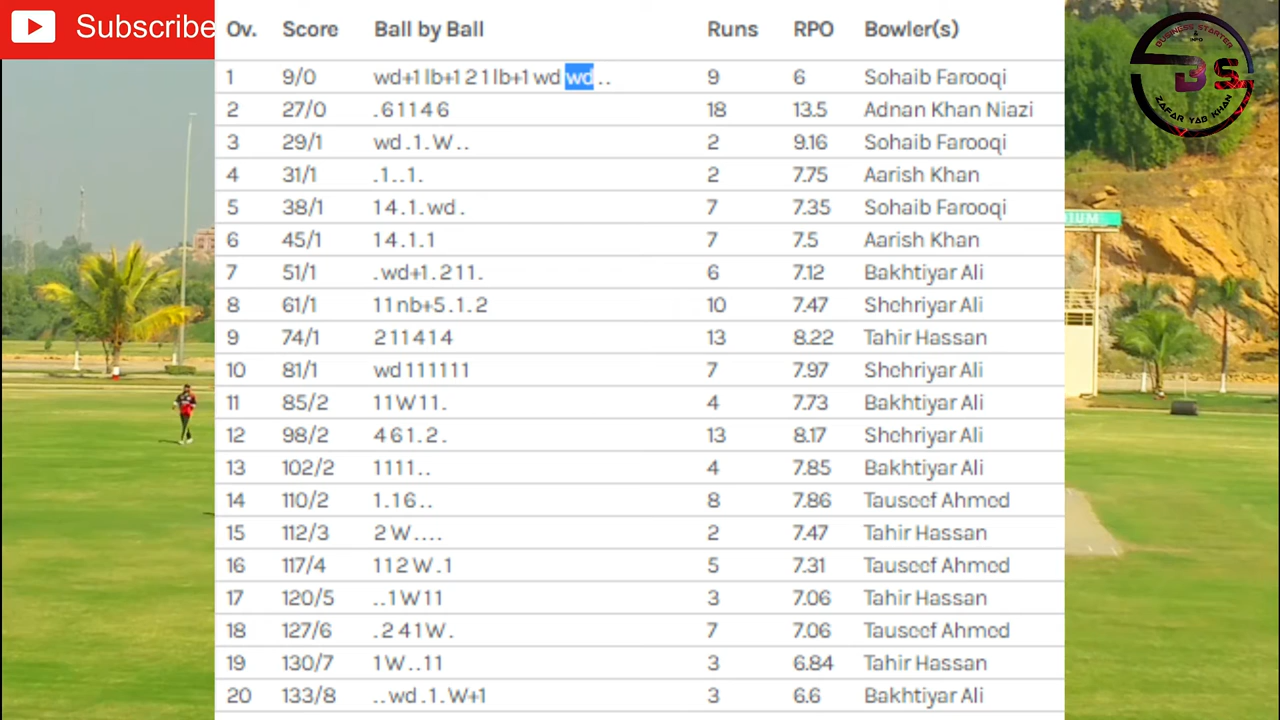 Subscribe
Ov. Score Ball by Ball Runs RPO Bowler(s)
1 9/0 wd+1 lb+1 2 1 lb+1 wd wd . . 9 6 Sohaib Farooqi
2 27/0 . 6 1 1 4 6 18 13.5 Adnan Khan Niazi
3 29/1 wd . 1 . W . . 2 9.16 Sohaib Farooqi
4 31/1 . 1 . . 1 . 2 7.75 Aarish Khan
5 38/1 1 4 . 1 . wd . 7 7.35 Sohaib Farooqi
6 45/1 1 4 . 1 . 1 7 7.5 Aarish Khan
7 51/1 . wd+1 . 2 1 1 . 6 7.12 Bakhtiyar Ali
8 61/1 1 1 nb+5 . 1 . 2 10 7.47 Shehriyar Ali
9 74/1 2 1 1 4 1 4 13 8.22 Tahir Hassan
10 81/1 wd 1 1 1 1 1 1 7 7.97 Shehriyar Ali
11 85/2 1 1 W 1 1 . 4 7.73 Bakhtiyar Ali
12 98/2 4 6 1 . 2 . 13 8.17 Shehriyar Ali
13 102/2 1 1 1 1 . . 4 7.85 Bakhtiyar Ali
14 110/2 1 . 1 6 . . 8 7.86 Tauseef Ahmed
15 112/3 2 W . . . . 2 7.47 Tahir Hassan
16 117/4 1 1 2 W . 1 5 7.31 Tauseef Ahmed
17 120/5 . . 1 W 1 1 3 7.06 Tahir Hassan
18 127/6 . 2 4 1 W . 7 7.06 Tauseef Ahmed
19 130/7 1 W . . 1 1 3 6.84 Tahir Hassan
20 133/8 . . wd . 1 . W+1 3 6.6 Bakhtiyar Ali
BUSINESS STARTER
& INFO
BS
ZAFAR YAB KHAN